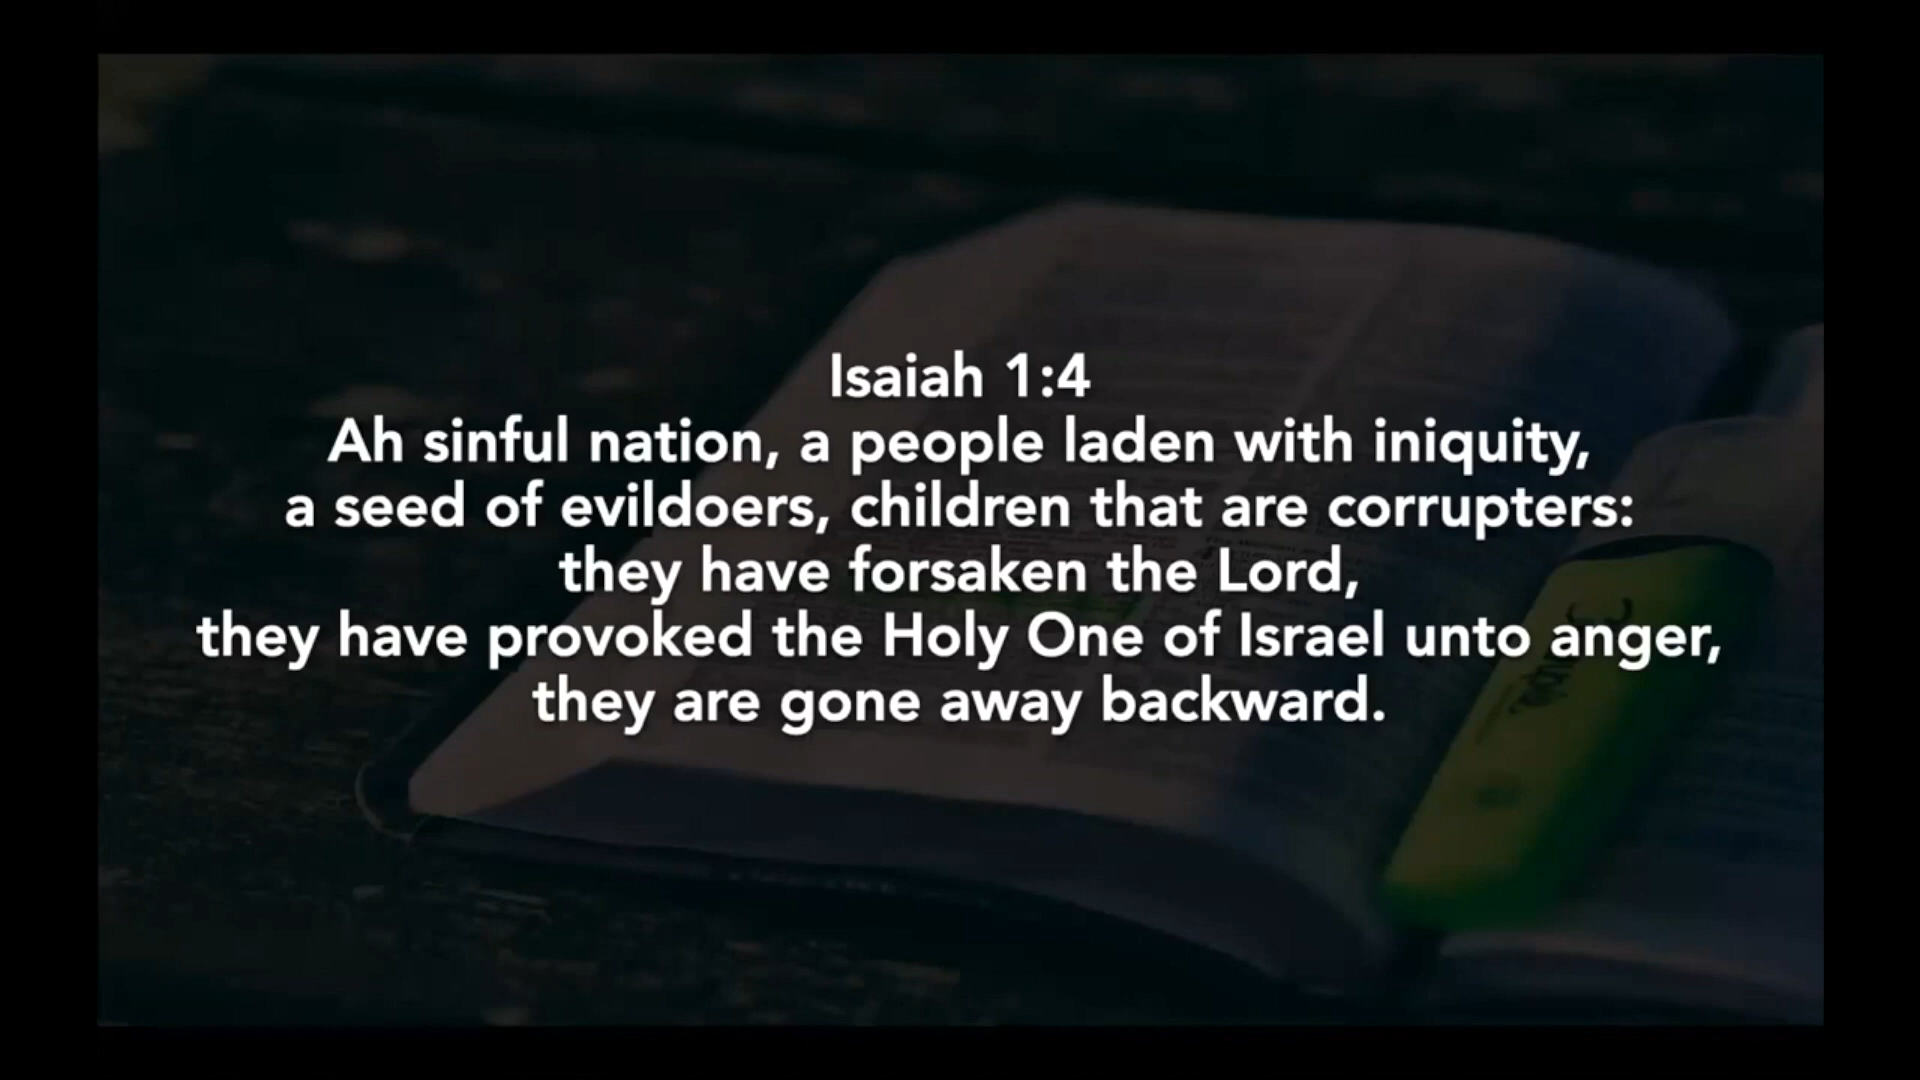 Isaiah 1:4
Ah sinful nation, a people laden with iniquity,
a seed of evildoers, children that are corrupters:
they have forsaken the Lord,
they have provoked the Holy One of Israel unto anger,
they are gone away backward.